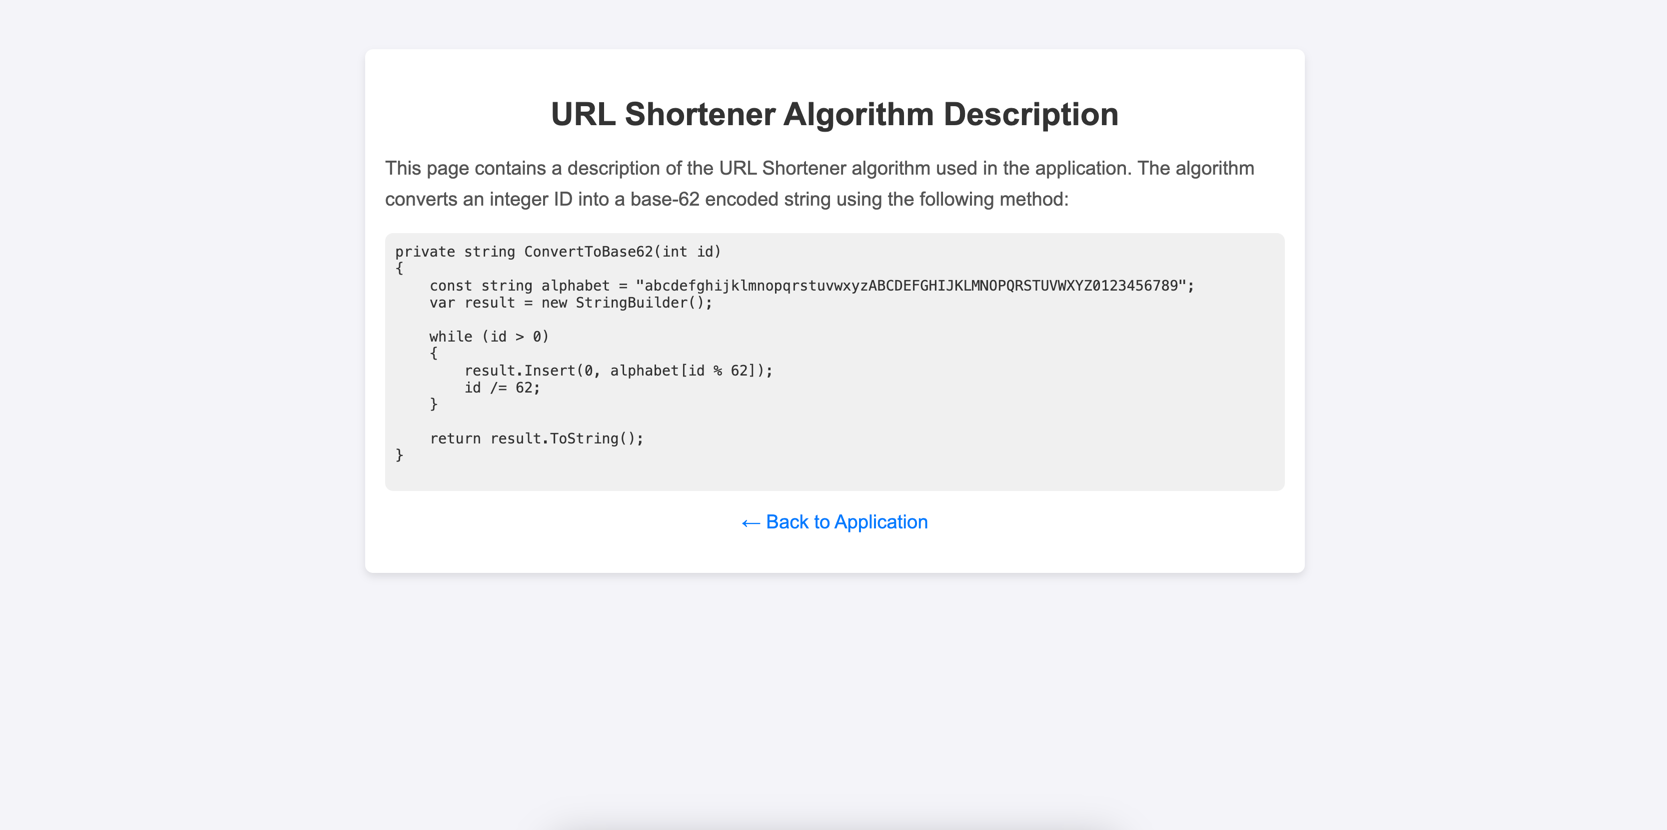 URL Shortener Algorithm Description
This page contains a description of the URL Shortener algorithm used in the application. The algorithm
converts an integer ID into a base-62 encoded string using the following method:
private string ConvertToBase62(int id)
{
    const string alphabet = "abcdefghijklmnopqrstuvwxyzABCDEFGHIJKLMNOPQRSTUVWXYZ0123456789";
    var result = new StringBuilder();

    while (id > 0)
    {
        result.Insert(0, alphabet[id % 62]);
        id /= 62;
    }

    return result.ToString();
}
← Back to Application